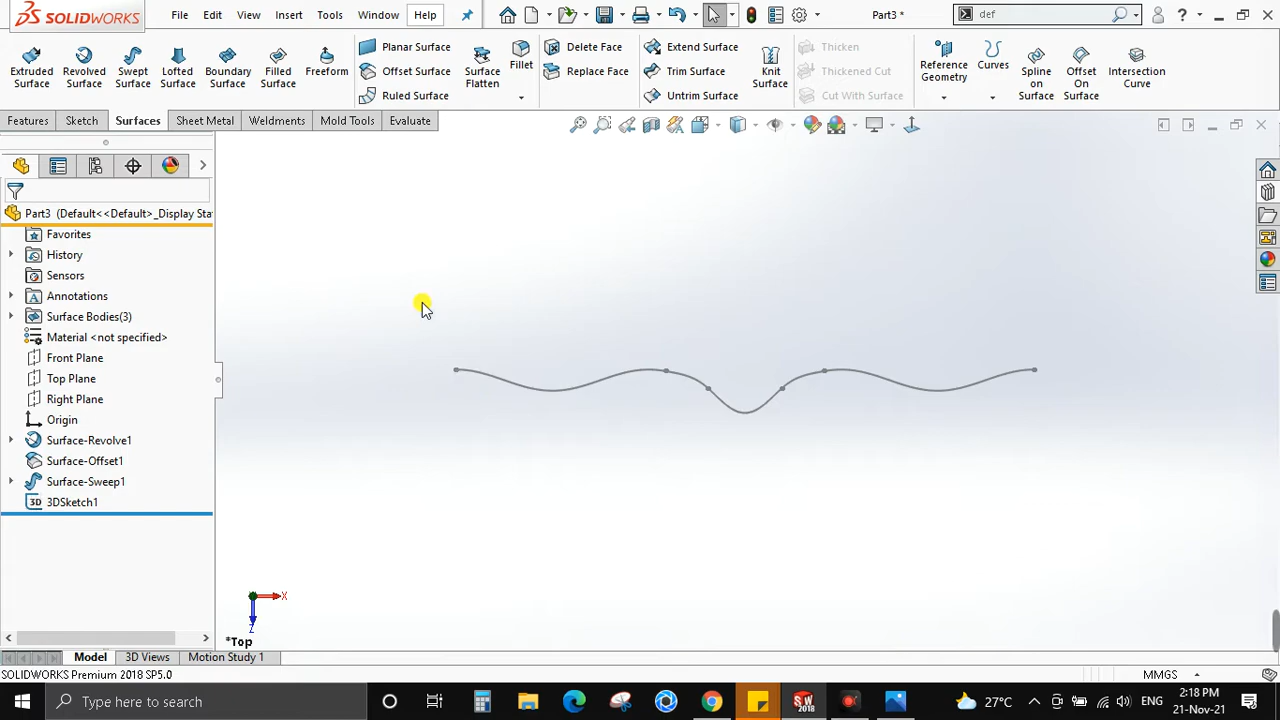 SOLIDWORKS File Edit View Insert Tools Window Help Part3 * def ?
Extruded Surface
Revolved Surface
Swept Surface
Lofted Surface
Boundary Surface
Filled Surface
Freeform
Planar Surface
Offset Surface
Ruled Surface
Surface Flatten
Fillet
Delete Face
Replace Face
Extend Surface
Trim Surface
Untrim Surface
Knit Surface
Thicken
Thickened Cut
Cut With Surface
Reference Geometry
Curves
Spline on Surface
Offset On Surface
Intersection Curve
Features Sketch Surfaces Sheet Metal Weldments Mold Tools Evaluate
Part3 (Default<<Default>_Display Sta
Favorites
History
Sensors
Annotations
Surface Bodies(3)
Material <not specified>
Front Plane
Top Plane
Right Plane
Origin
Surface-Revolve1
Surface-Offset1
Surface-Sweep1
3D 3DSketch1
X
Z
*Top
Model 3D Views Motion Study 1
SOLIDWORKS Premium 2018 SP5.0 MMGS
Type here to search SW 2018 27°C ENG 2:18 PM
21-Nov-21